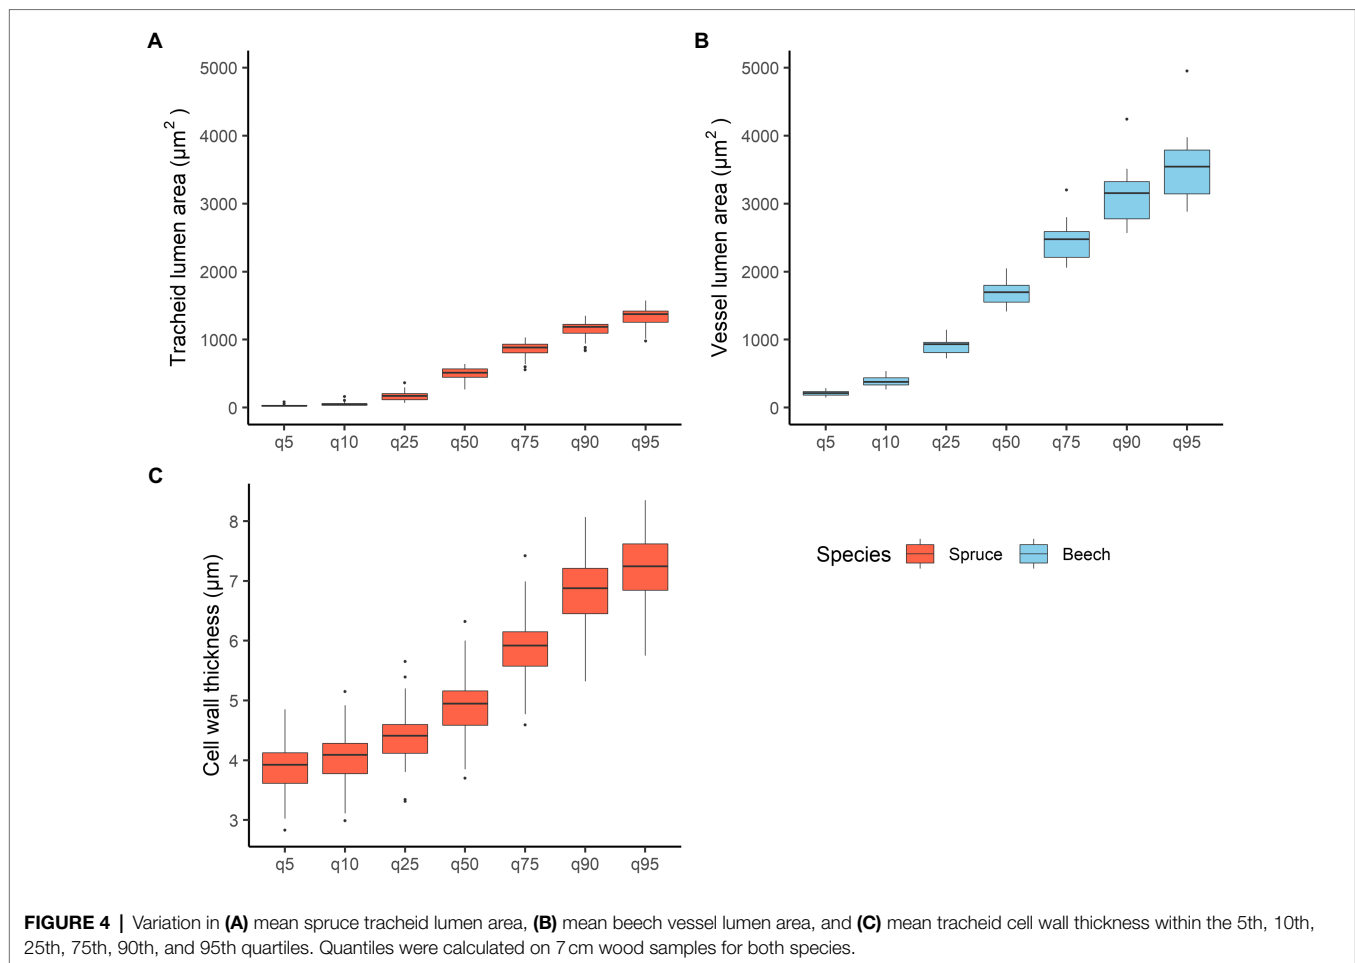 A
B
5000
4000
3000
2000
1000
0
Tracheid lumen area (µm²)
q5 q10 q25 q50 q75 q90 q95
5000
4000
3000
2000
1000
0
Vessel lumen area (µm²)
q5 q10 q25 q50 q75 q90 q95
C
8
7
6
5
4
3
Cell wall thickness (µm)
q5 q10 q25 q50 q75 q90 q95
Species Spruce Beech
FIGURE 4 | Variation in (A) mean spruce tracheid lumen area, (B) mean beech vessel lumen area, and (C) mean tracheid cell wall thickness within the 5th, 10th,
25th, 75th, 90th, and 95th quartiles. Quantiles were calculated on 7 cm wood samples for both species.